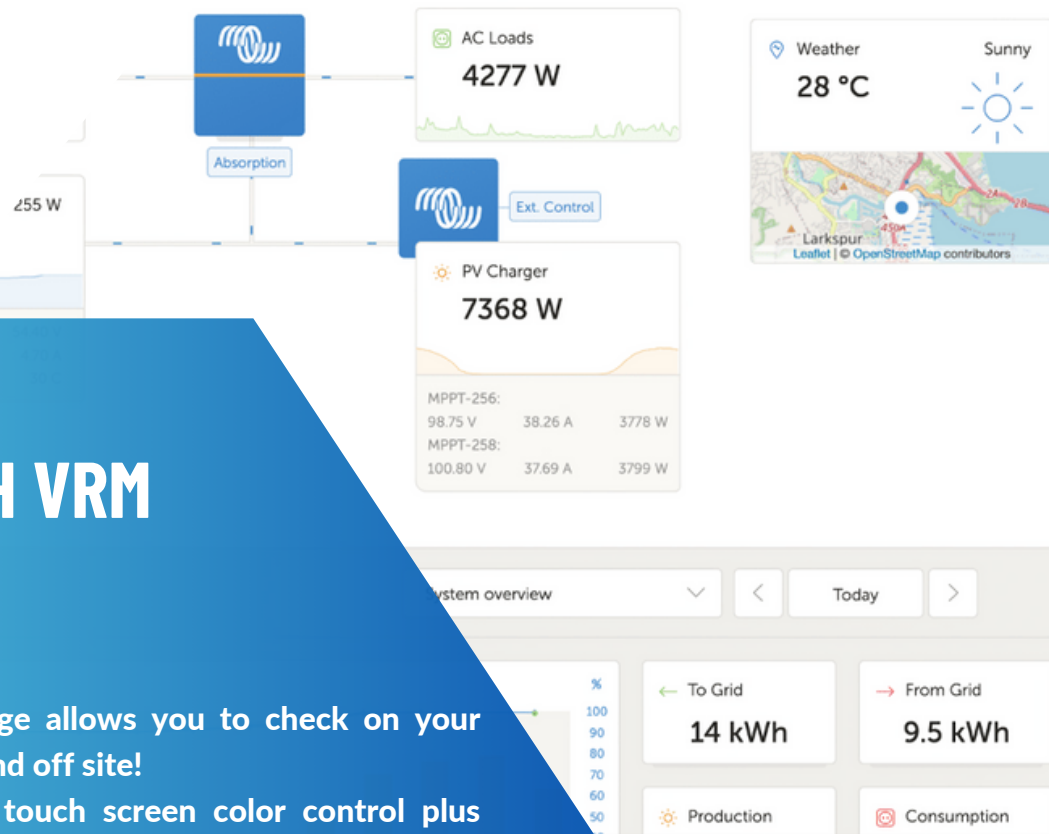 AC Loads
4277 W
Weather
Sunny
28 °C
Absorption
255 W
Ext. Control
Larkspur
Leaflet | © OpenStreetMap contributors
PV Charger
7368 W
MPPT-256:
98.75 V 38.26 A 3778 W
MPPT-258:
100.80 V 37.69 A 3799 W
H VRM
ystem overview
Today
%
100
90
80
70
60
50
To Grid
14 kWh
From Grid
9.5 kWh
Production
Consumption
ge allows you to check on your
nd off site!
touch screen color control plus